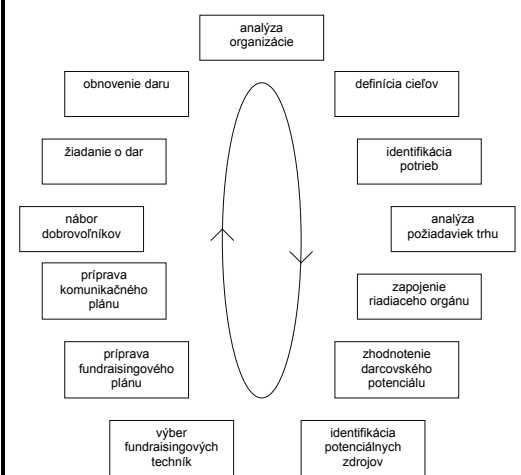 analýza
organizácie
definícia cieľov
identifikácia
potrieb
analýza
požiadaviek trhu
zapojenie
riadiaceho orgánu
zhodnotenie
darcovského
potenciálu
identifikácia
potenciálnych
zdrojov
výber
fundraisingových
techník
príprava
fundraisingového
plánu
príprava
komunikačného
plánu
nábor
dobrovoľníkov
žiadanie o dar
obnovenie daru